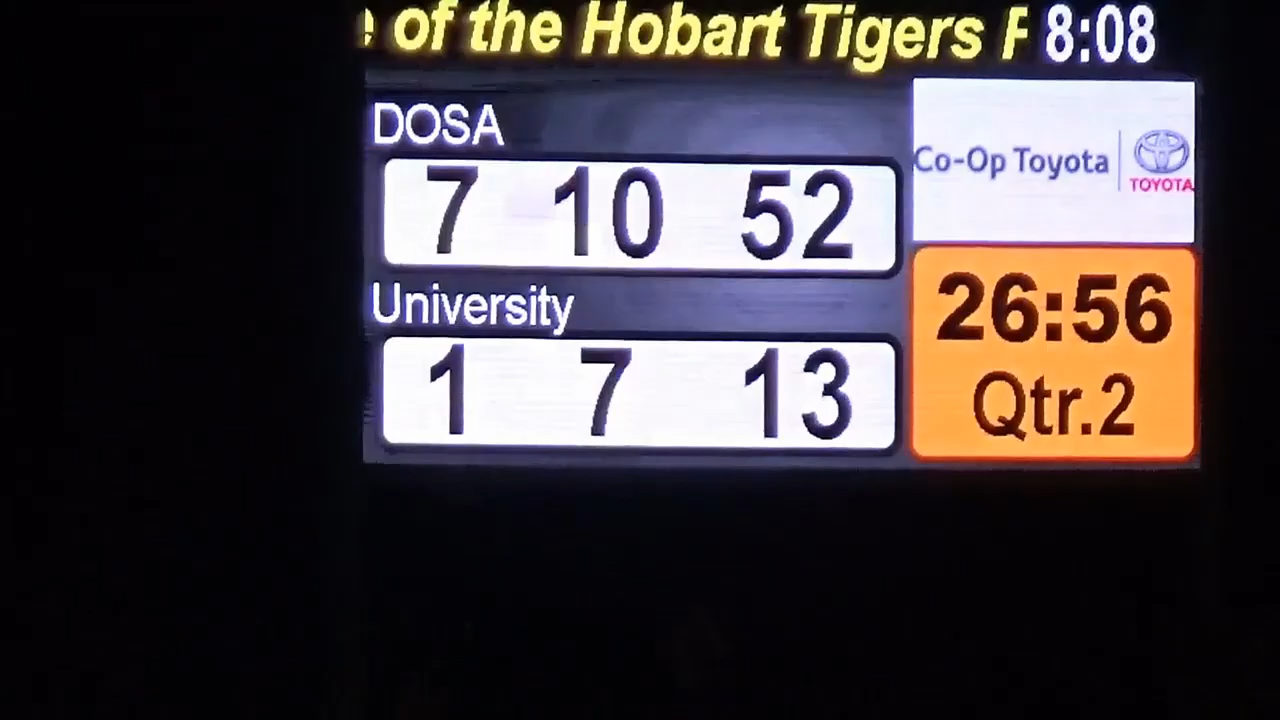 of the Hobart Tigers 8:08
DOSA
7 10 52
University
1 7 13
Co-Op Toyota
TOYOTA
26:56
Qtr.2